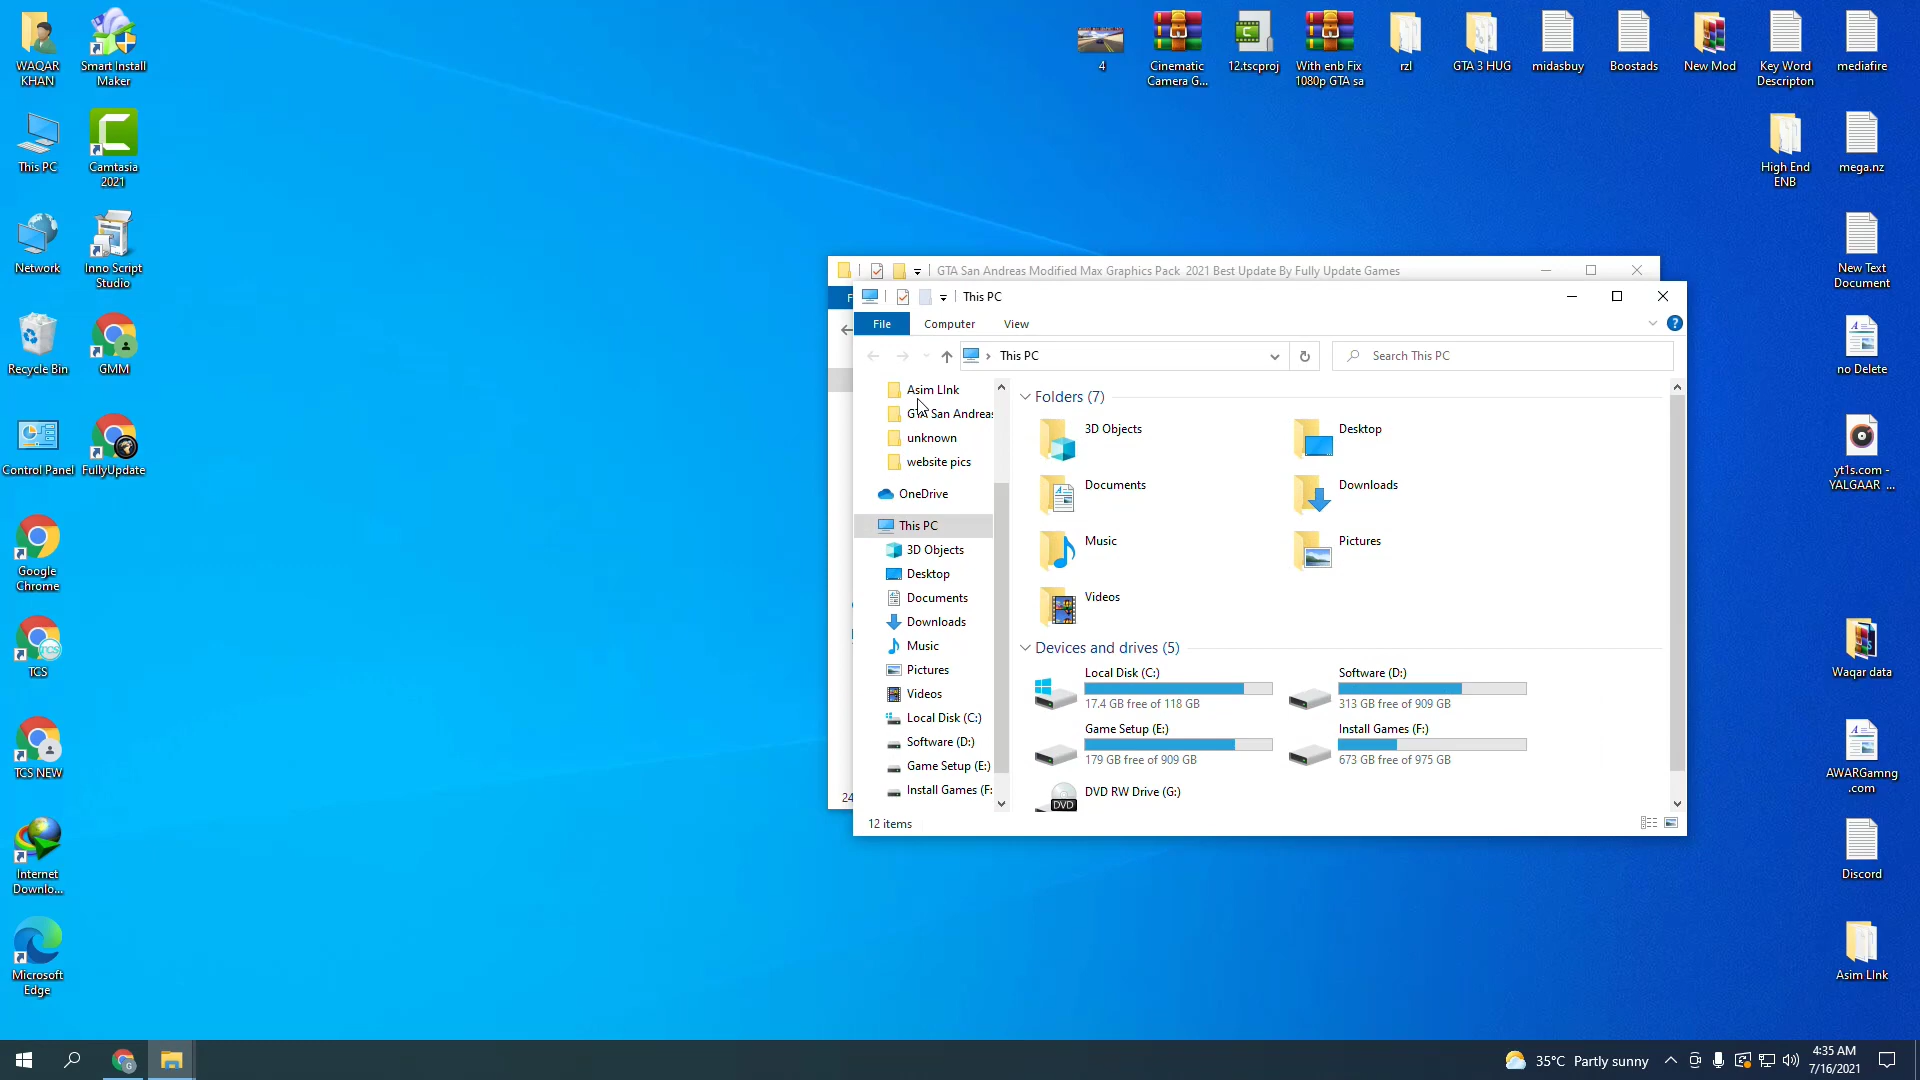 WAQAR
KHAN
Smart Install
Maker
This PC
Camtasia
2021
Network
Inno Script
Studio
Recycle Bin
GMM
Control Panel
FullyUpdate
Google
Chrome
TCS
TCS NEW
Internet
Downlo...
Microsoft
Edge
4
Cinematic
Camera G...
12.tscproj
With enb Fix
1080p GTA sa
rzl
GTA 3 HUG
midasbuy
Boostads
New Mod
Key Word
Descripton
mediafire
High End
ENB
mega.nz
New Text
Document
no Delete
yt1s.com -
YALGAAR _...
Waqar data
AWARGamng
.com
Discord
Asim LInk
GTA San Andreas Modified Max Graphics Pack 2021 Best Update By Fully Update Games
This PC
File
Computer
View
This PC
Search This PC
Asim LInk
GTA San Andreas
unknown
website pics
OneDrive
This PC
3D Objects
Desktop
Documents
Downloads
Music
Pictures
Videos
Local Disk (C:)
Software (D:)
Game Setup (E:)
Install Games (F:
Folders (7)
3D Objects
Desktop
Documents
Downloads
Music
Pictures
Videos
Devices and drives (5)
Local Disk (C:)
17.4 GB free of 118 GB
Software (D:)
313 GB free of 909 GB
Game Setup (E:)
179 GB free of 909 GB
Install Games (F:)
673 GB free of 975 GB
DVD RW Drive (G:)
DVD
12 items
24
35°C Partly sunny
4:35 AM
7/16/2021